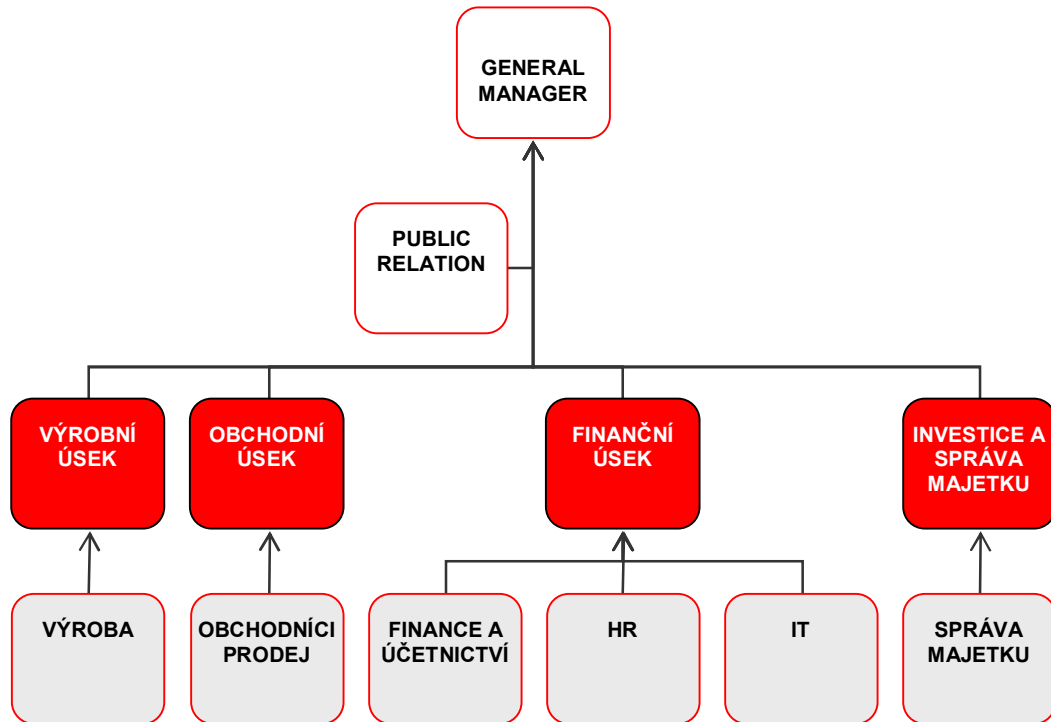 GENERAL
MANAGER
PUBLIC
RELATION
VÝROBNÍ
ÚSEK
OBCHODNÍ
ÚSEK
FINANČNÍ
ÚSEK
INVESTICE A
SPRÁVA
MAJETKU
VÝROBA
OBCHODNÍCI
PRODEJ
FINANCE A
ÚČETNICTVÍ
HR
IT
SPRÁVA
MAJETKU